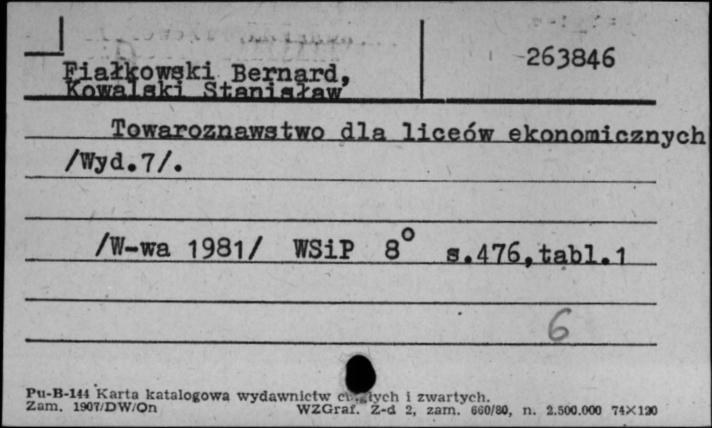 263846
Fiałkowski Bernard,
Kowalski Stanisław
Towaroznawstwo dla liceów ekonomicznych
/Wyd.7/.
/W-wa 1981/ WSiP 8° s.476,tabl.1
6
Pu-B-144 Karta katalogowa wydawnictw ciągłych i zwartych.
Zam. 1907/DW/On WZGraf. Z-d 2, zam. 660/80, n. 2.500.000 74×120